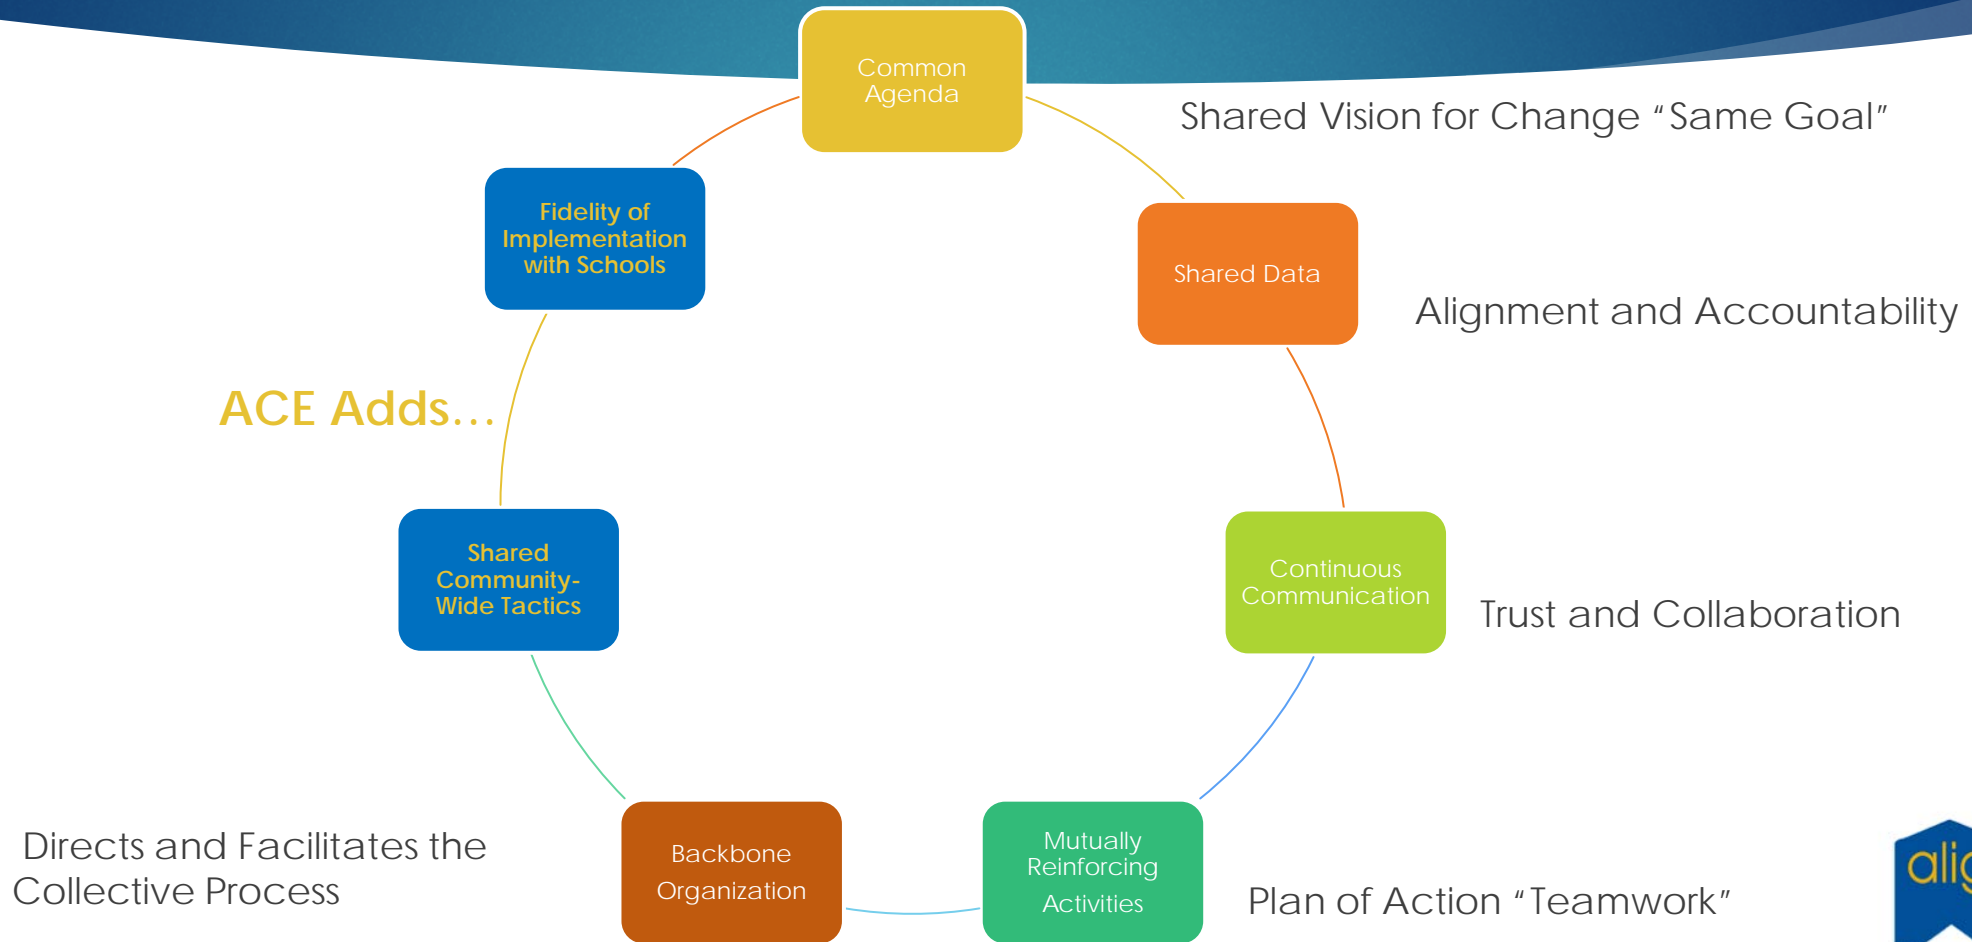 Common
Agenda
Shared Vision for Change “Same Goal”
Fidelity of
Implementation
with Schools
Shared Data
Alignment and Accountability
ACE Adds…
Shared
Community-
Wide Tactics
Continuous
Communication
Trust and Collaboration
Directs and Facilitates the
Collective Process
Backbone
Organization
Mutually
Reinforcing
Activities
Plan of Action “Teamwork”